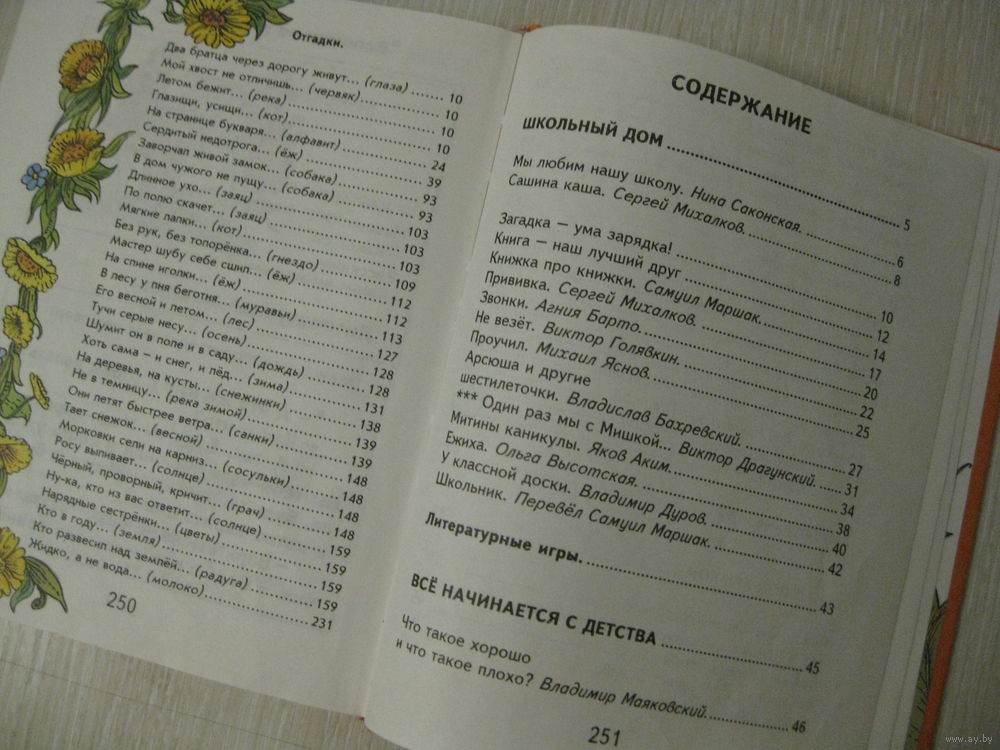 Отгадки.
Два братца через дорогу живут... (глаза) ...... 10
Мой хвост не отличишь... (червяк) ...... 10
Летом бежит... (река) ...... 10
Глазищи, усищи... (кот) ...... 10
На странице букваря... (алфавит) ...... 24
Сердитый недотрога... (ёж) ...... 39
Заворчал живой замок... (собака) ...... 93
В дом чужого не пущу... (собака) ...... 93
Длинное ухо... (заяц) ...... 103
По полю скачет... (заяц) ...... 103
Мягкие лапки... (кот) ...... 103
Без рук, без топорёнка... (гнездо) ...... 109
Мастер шубу себе сшил... (ёж) ...... 112
На спине иголки... (ёж) ...... 112
В лесу у пня беготня... (муравьи) ...... 113
Его весной и летом... (лес) ...... 127
Тучи серые несу... (осень) ...... 128
Шумит он в поле и в саду... (дождь) ...... 128
Хоть сама – и снег, и лёд... (зима) ...... 131
На деревья, на кусты... (снежинки) ...... 138
Не в темницу... (река зимой) ...... 139
Они летят быстрее ветра... (санки) ...... 139
Тает снежок... (весной) ...... 148
Морковки сели на карниз... (сосульки) ...... 148
Росу выпивает... (солнце) ...... 148
Чёрный, проворный, кричит... (грач) ...... 148
Ну-ка, кто из вас ответит... (солнце) ...... 159
Нарядные сестрёнки... (цветы) ...... 159
Кто в году... (земля) ...... 159
Кто развесил над землёй... (радуга) ...... 159
Жидко, а не вода... (молоко) ...... 231
250
СОДЕРЖАНИЕ
ШКОЛЬНЫЙ ДОМ ...... 5
Мы любим нашу школу. Нина Саконская. ...... 6
Сашина каша. Сергей Михалков. ...... 8
Загадка – ума зарядка! ...... 10
Книга – наш лучший друг ...... 12
Книжка про книжки. Самуил Маршак. ...... 14
Прививка. Сергей Михалков. ...... 17
Звонки. Агния Барто. ...... 20
Не везёт. Виктор Голявкин. ...... 22
Проучил. Михаил Яснов. ...... 25
Арсюша и другие
шестилеточки. Владислав Бахревский. ...... 27
*** Один раз мы с Мишкой... Виктор Драгунский. ...... 31
Митины каникулы. Яков Аким. ...... 34
Ежиха. Ольга Высотская. ...... 38
У классной доски. Владимир Дуров. ...... 40
Школьник. Перевёл Самуил Маршак. ...... 42
Литературные игры. ...... 43
ВСЁ НАЧИНАЕТСЯ С ДЕТСТВА ...... 45
Что такое хорошо
и что такое плохо? Владимир Маяковский. ...... 46
251
www.ay.by